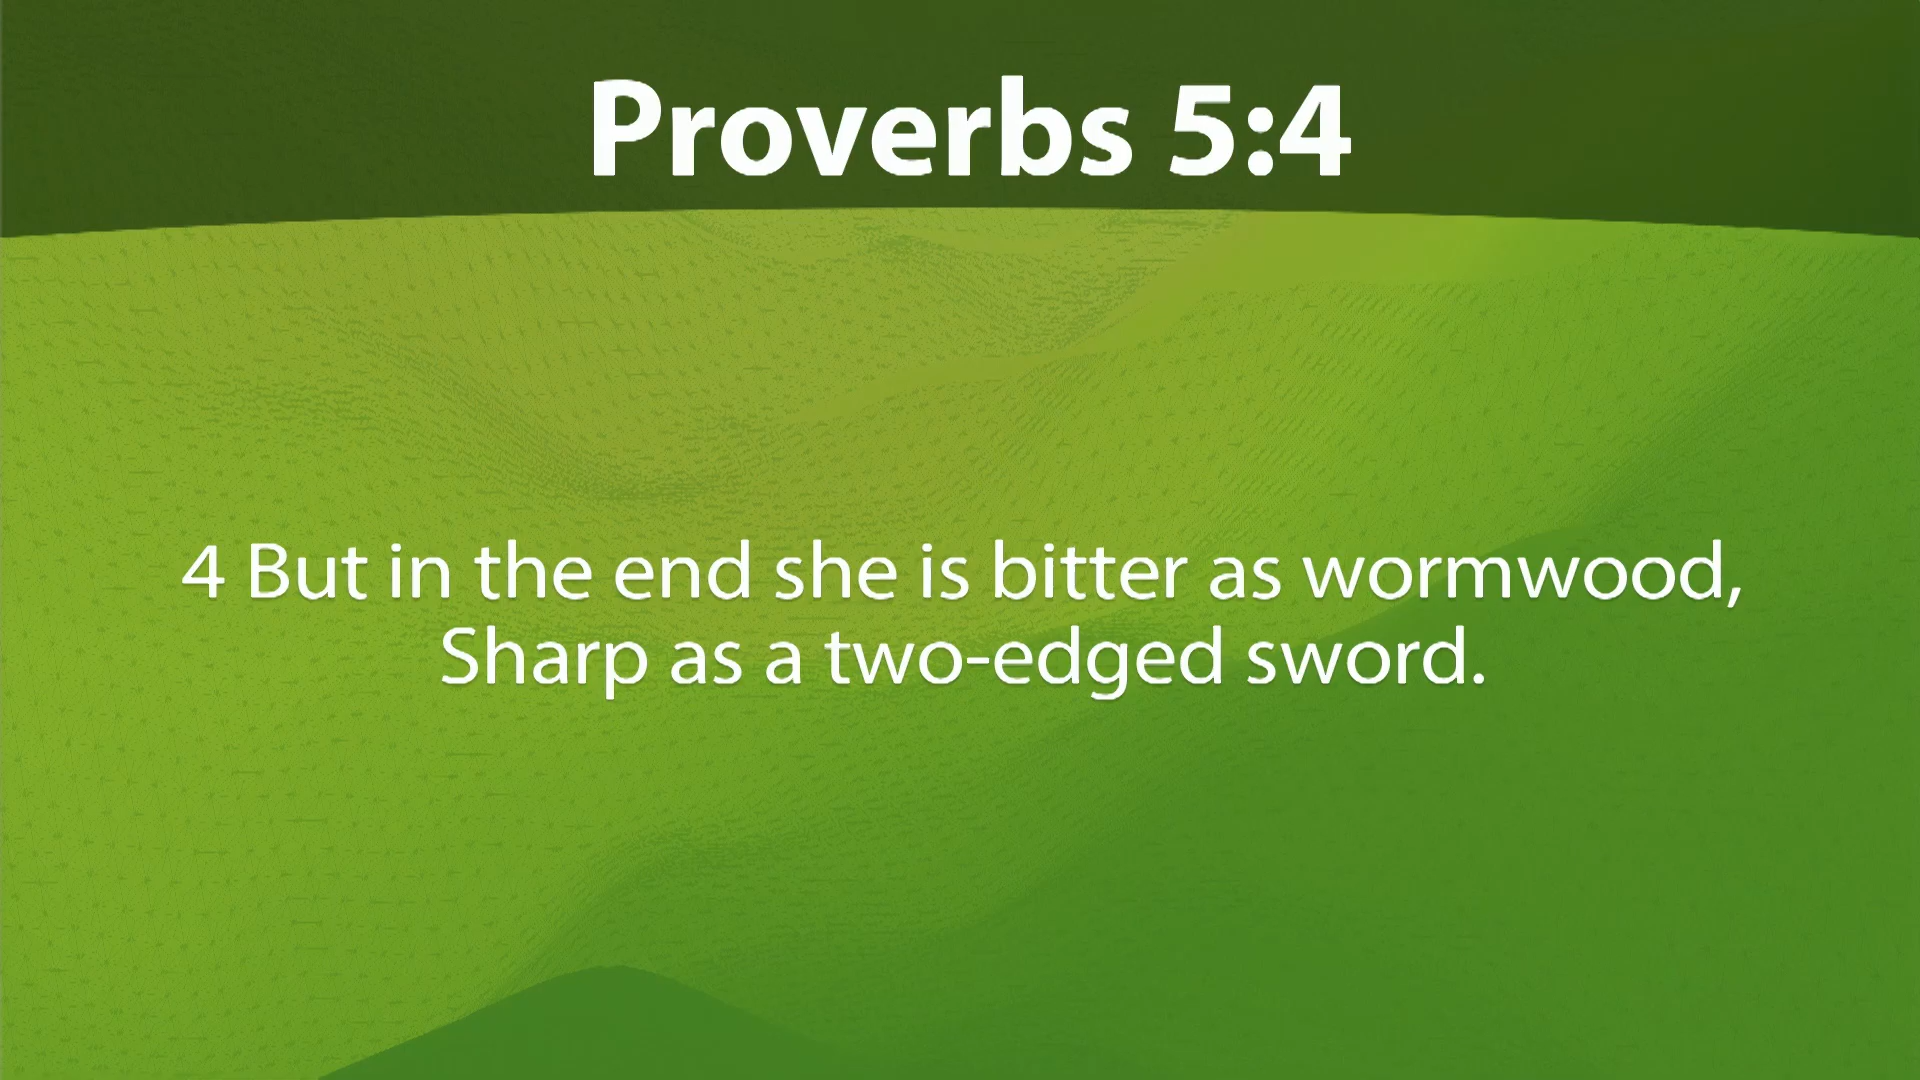 Proverbs 5:4
4 But in the end she is bitter as wormwood,
Sharp as a two-edged sword.